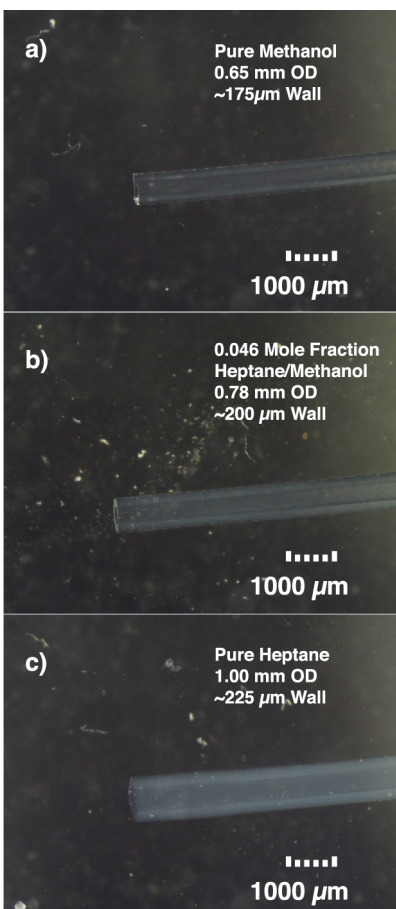 a)
Pure Methanol
0.65 mm OD
~175µm Wall
1000 µm
b)
0.046 Mole Fraction
Heptane/Methanol
0.78 mm OD
~200 µm Wall
1000 µm
c)
Pure Heptane
1.00 mm OD
~225 µm Wall
1000 µm